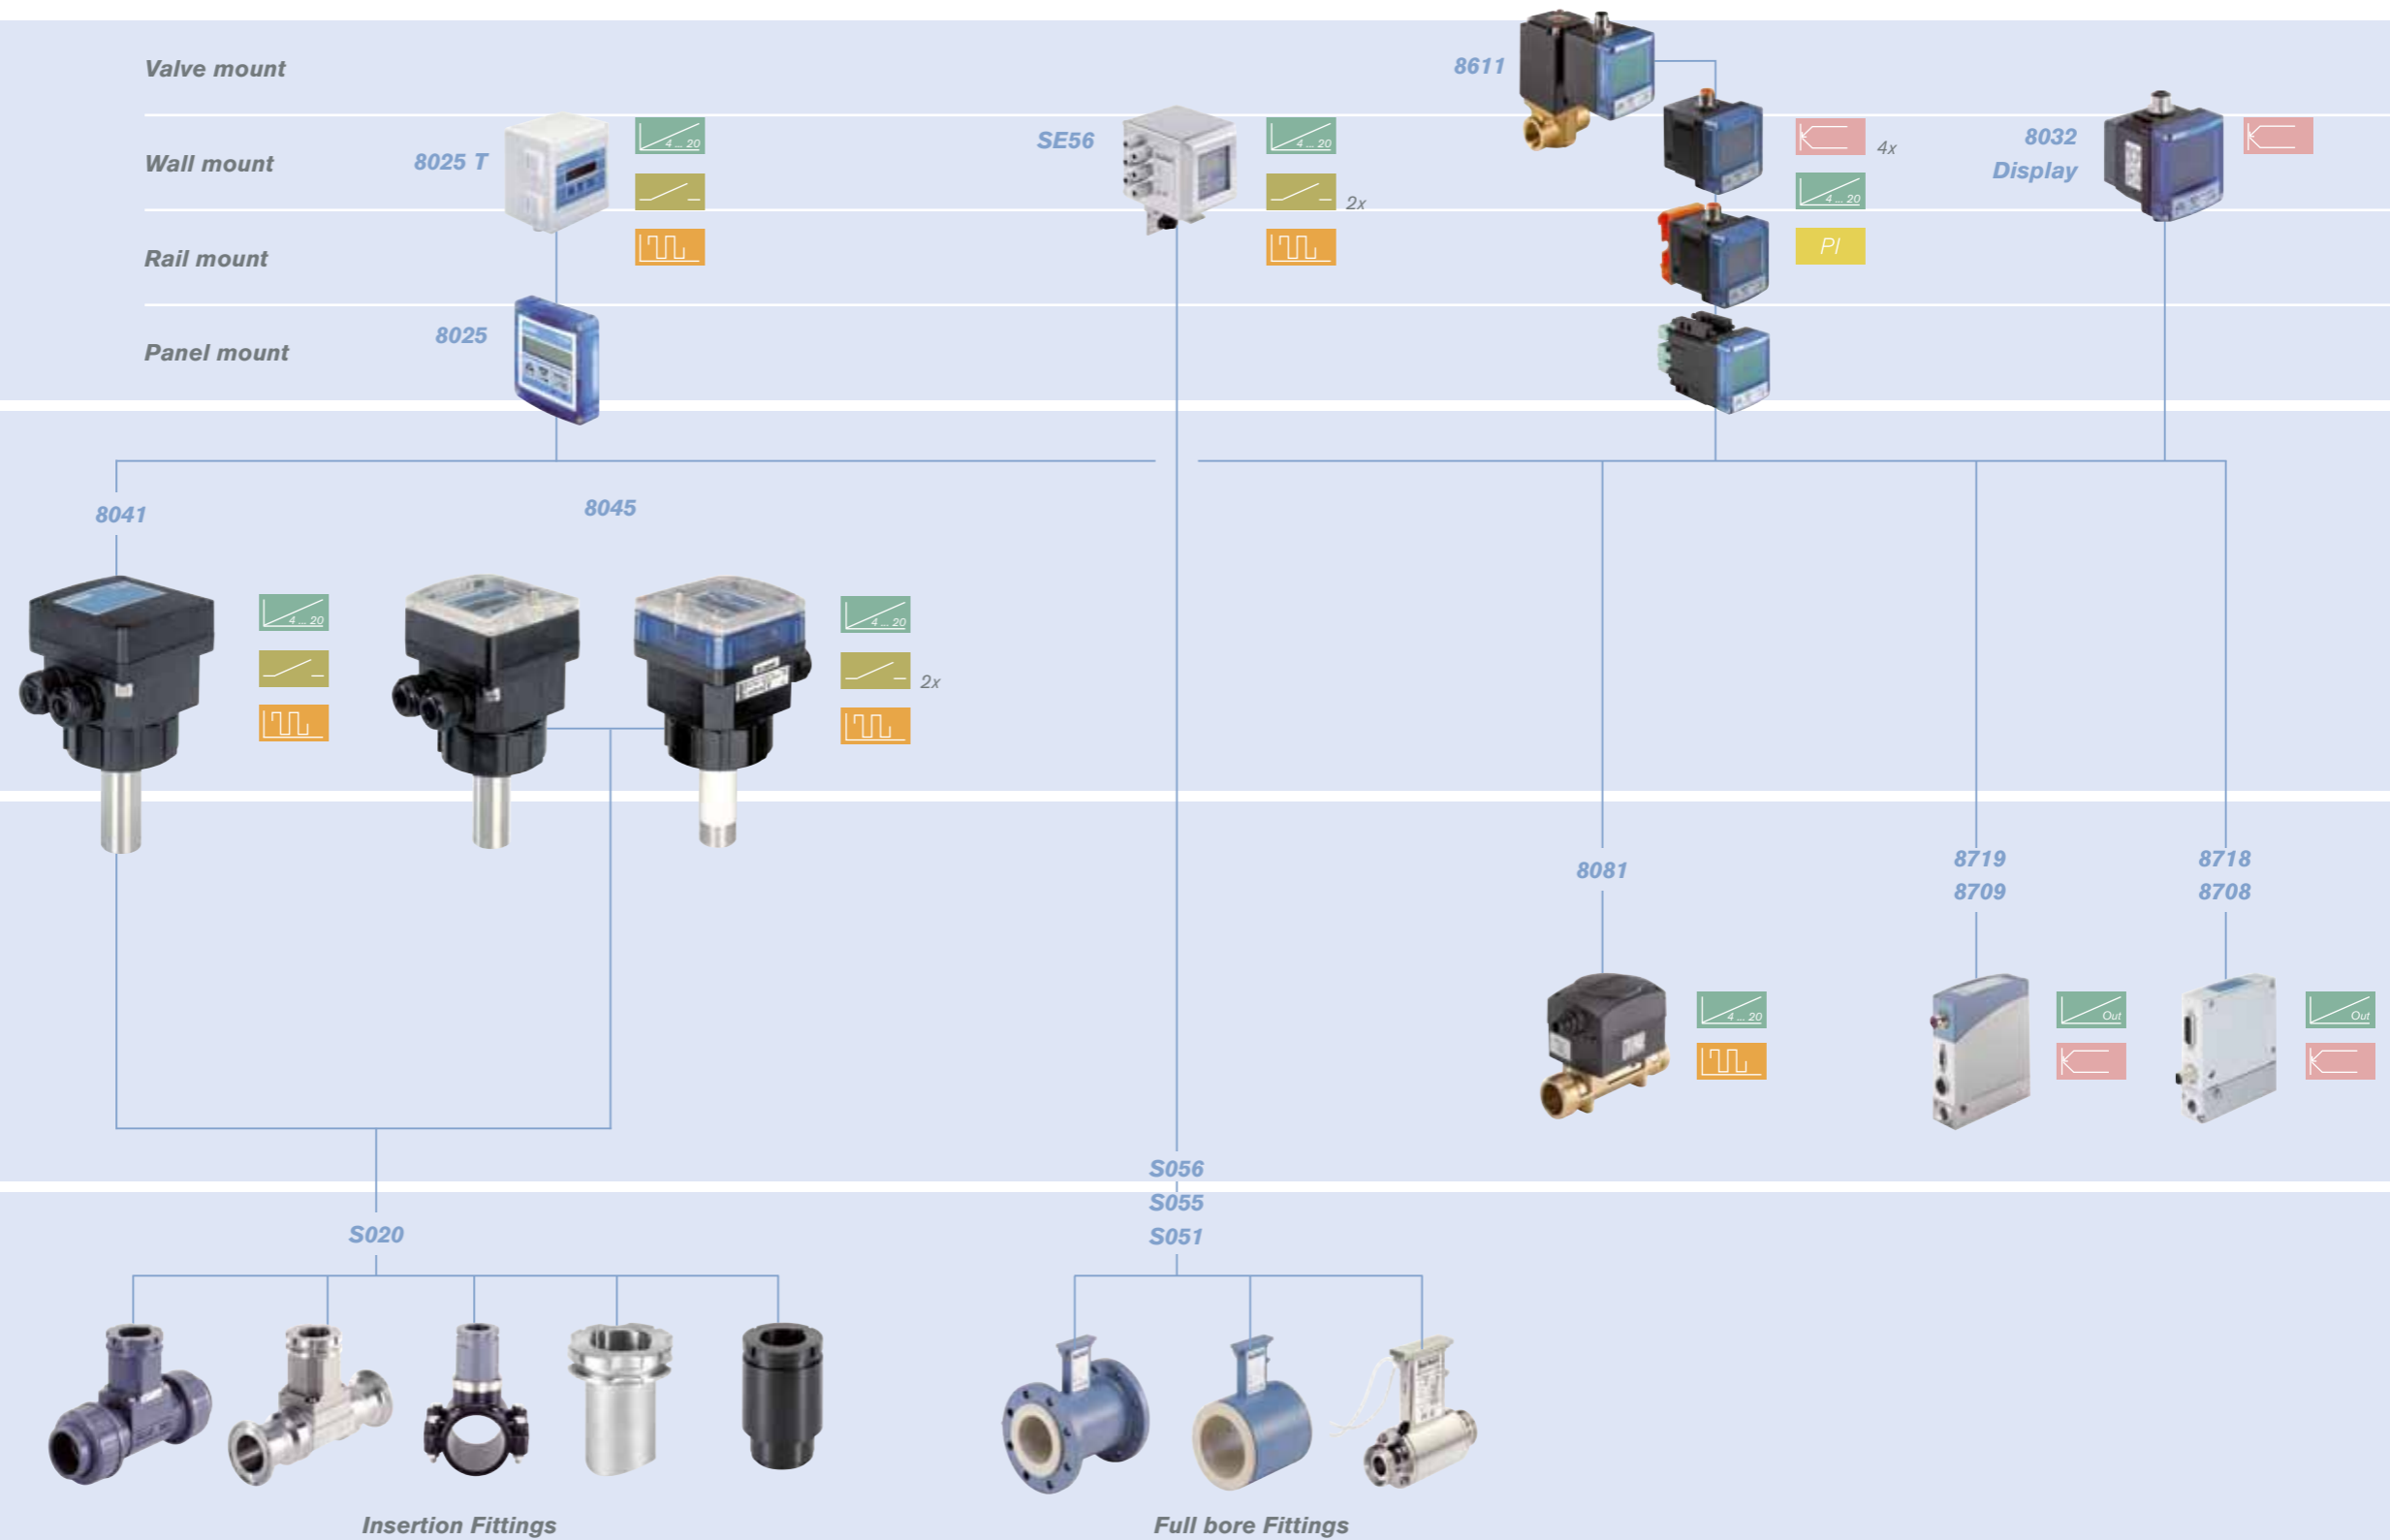 Valve mount
8611
Wall mount
8025 T
4 ... 20
SE56
4 ... 20
2x
4x
4 ... 20
PI
8032
Display
Rail mount
Panel mount
8025
8041
8045
4 ... 20
4 ... 20
2x
8081
8719
8709
8718
8708
4 ... 20
Out
Out
S056
S055
S051
S020
Insertion Fittings
Full bore Fittings